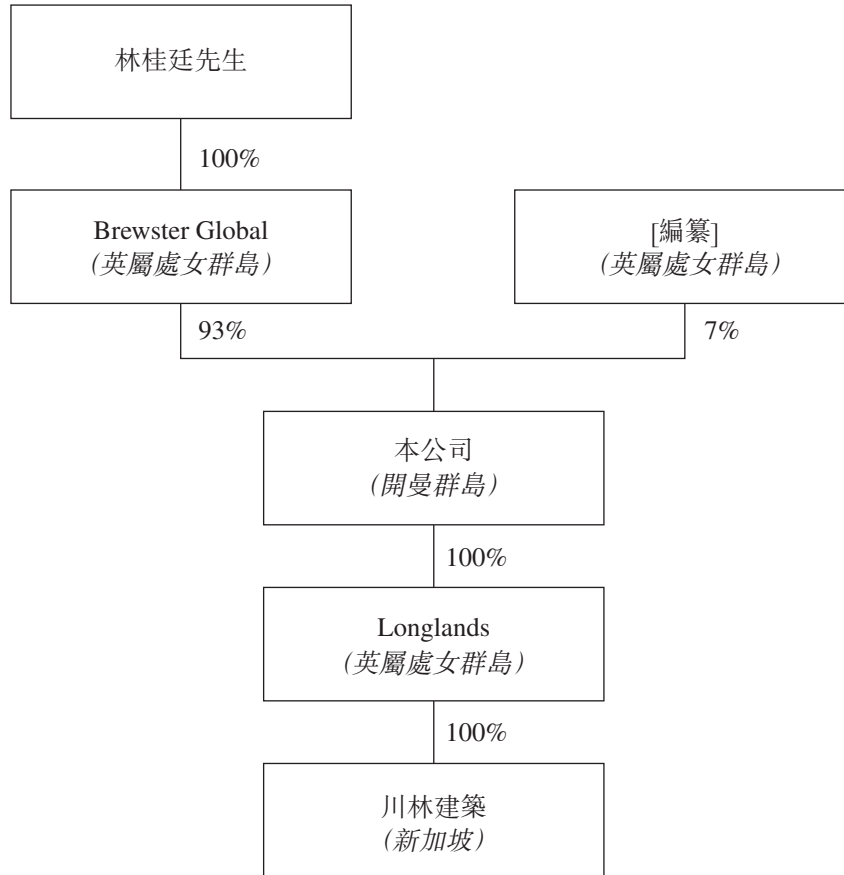 林桂廷先生
100%
Brewster Global
(英屬處女群島)
[編纂]
(英屬處女群島)
93%
7%
本公司
(開曼群島)
100%
Longlands
(英屬處女群島)
100%
川林建築
(新加坡)